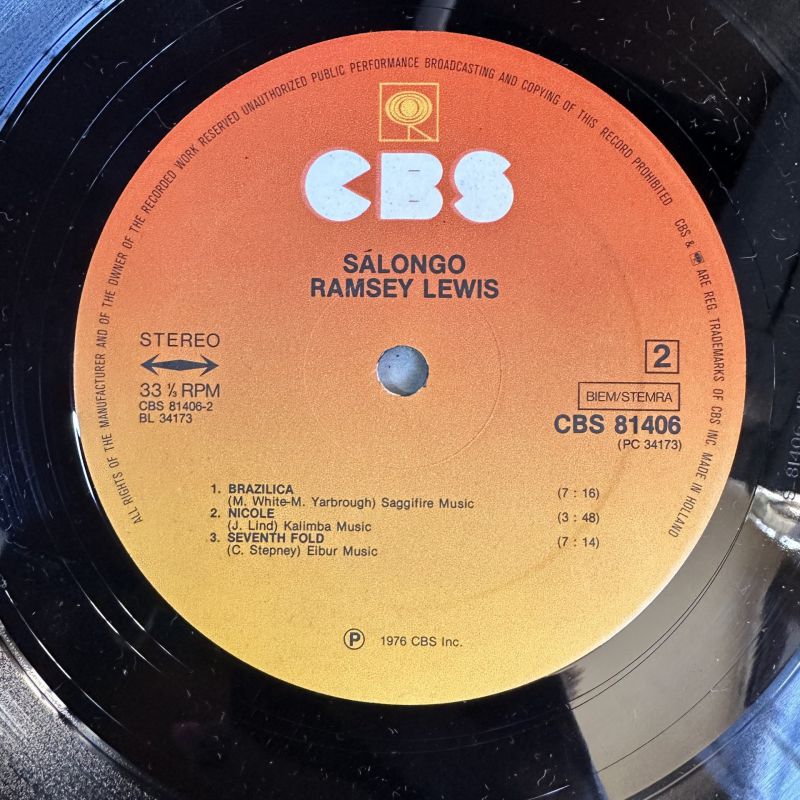 ALL RIGHTS OF THE MANUFACTURER AND OF THE OWNER OF THE RECORDED WORK RESERVED UNAUTHORIZED PUBLIC PERFORMANCE BROADCASTING AND COPYING OF THIS RECORD PROHIBITED
CBS & ARE REG. TRADEMARKS OF CBS INC. MADE IN HOLLAND
CBS
SÁLONGO
RAMSEY LEWIS
STEREO
33 ⅓ RPM
CBS 81406-2
BL 34173
2
BIEM/STEMRA
CBS 81406
(PC 34173)
1. BRAZILICA (7 : 16)
(M. White-M. Yarbrough) Saggifire Music
2. NICOLE (3 : 48)
(J. Lind) Kalimba Music
3. SEVENTH FOLD (7 : 14)
(C. Stepney) Eibur Music
Ⓟ 1976 CBS Inc.